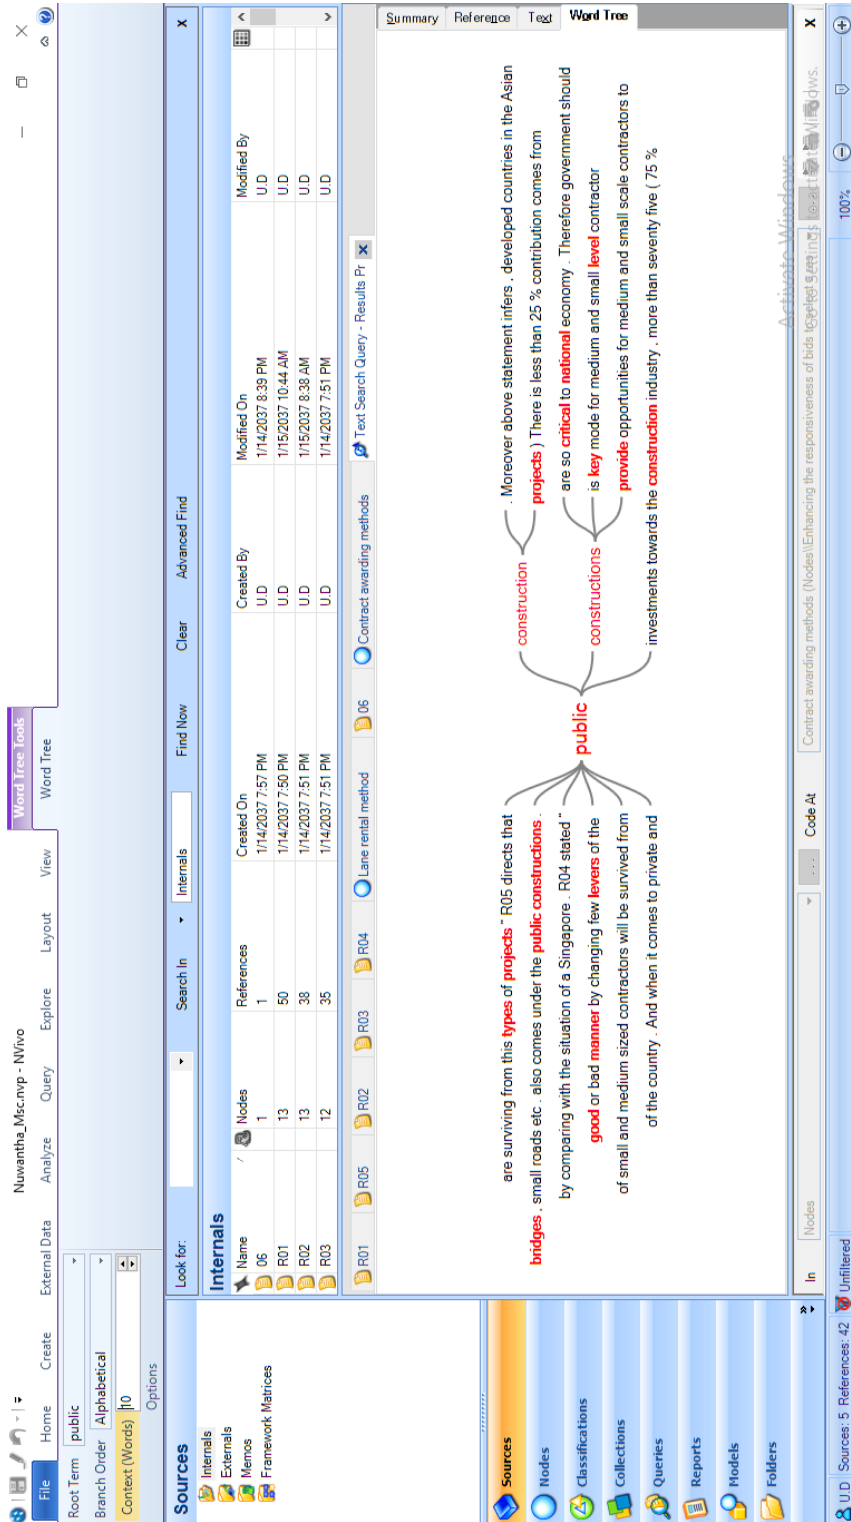 Nuwantha_Msc.nvp - NVivo
Word Tree Tools
File Home Create External Data Analyze Query Explore Layout View Word Tree
Root Term public
Branch Order Alphabetical
Context (Words) 10
Options
Look for: Search In Internals Find Now Clear Advanced Find
Sources
Internals
Externals
Memos
Framework Matrices
Sources
Nodes
Classifications
Collections
Queries
Reports
Models
Folders
Internals
Name Nodes References Created On Created By Modified On Modified By
06 1 1 1/14/2037 7:57 PM U.D 1/14/2037 8:39 PM U.D
R01 13 50 1/14/2037 7:50 PM U.D 1/15/2037 10:44 AM U.D
R02 13 38 1/14/2037 7:51 PM U.D 1/15/2037 8:38 AM U.D
R03 12 35 1/14/2037 7:51 PM U.D 1/14/2037 7:51 PM U.D
R01 R05 R02 R03 R04 Lane rental method 06 Contract awarding methods Text Search Query - Results Pr
Summary
Reference
Text
Word Tree
are surviving from this types of projects " R05 directs that
bridges , small roads etc . also comes under the public constructions .
by comparing with the situation of a Singapore . R04 stated "
good or bad manner by changing few levers of the
of small and medium sized contractors will be survived from
of the country . And when it comes to private and
public
construction
constructions
. Moreover above statement infers , developed countries in the Asian
projects ) There is less than 25 % contribution comes from
are so critical to national economy . Therefore government should
is key mode for medium and small level contractor
provide opportunities for medium and small scale contractors to
investments towards the construction industry , more than seventy five ( 75 %
In Nodes ... Code At Contract awarding methods (Nodes\\Enhancing the responsiveness of bids to select
Activate Windows
Go to Settings to activate Windows.
U.D Sources: 5 References: 42 Unfiltered 100%